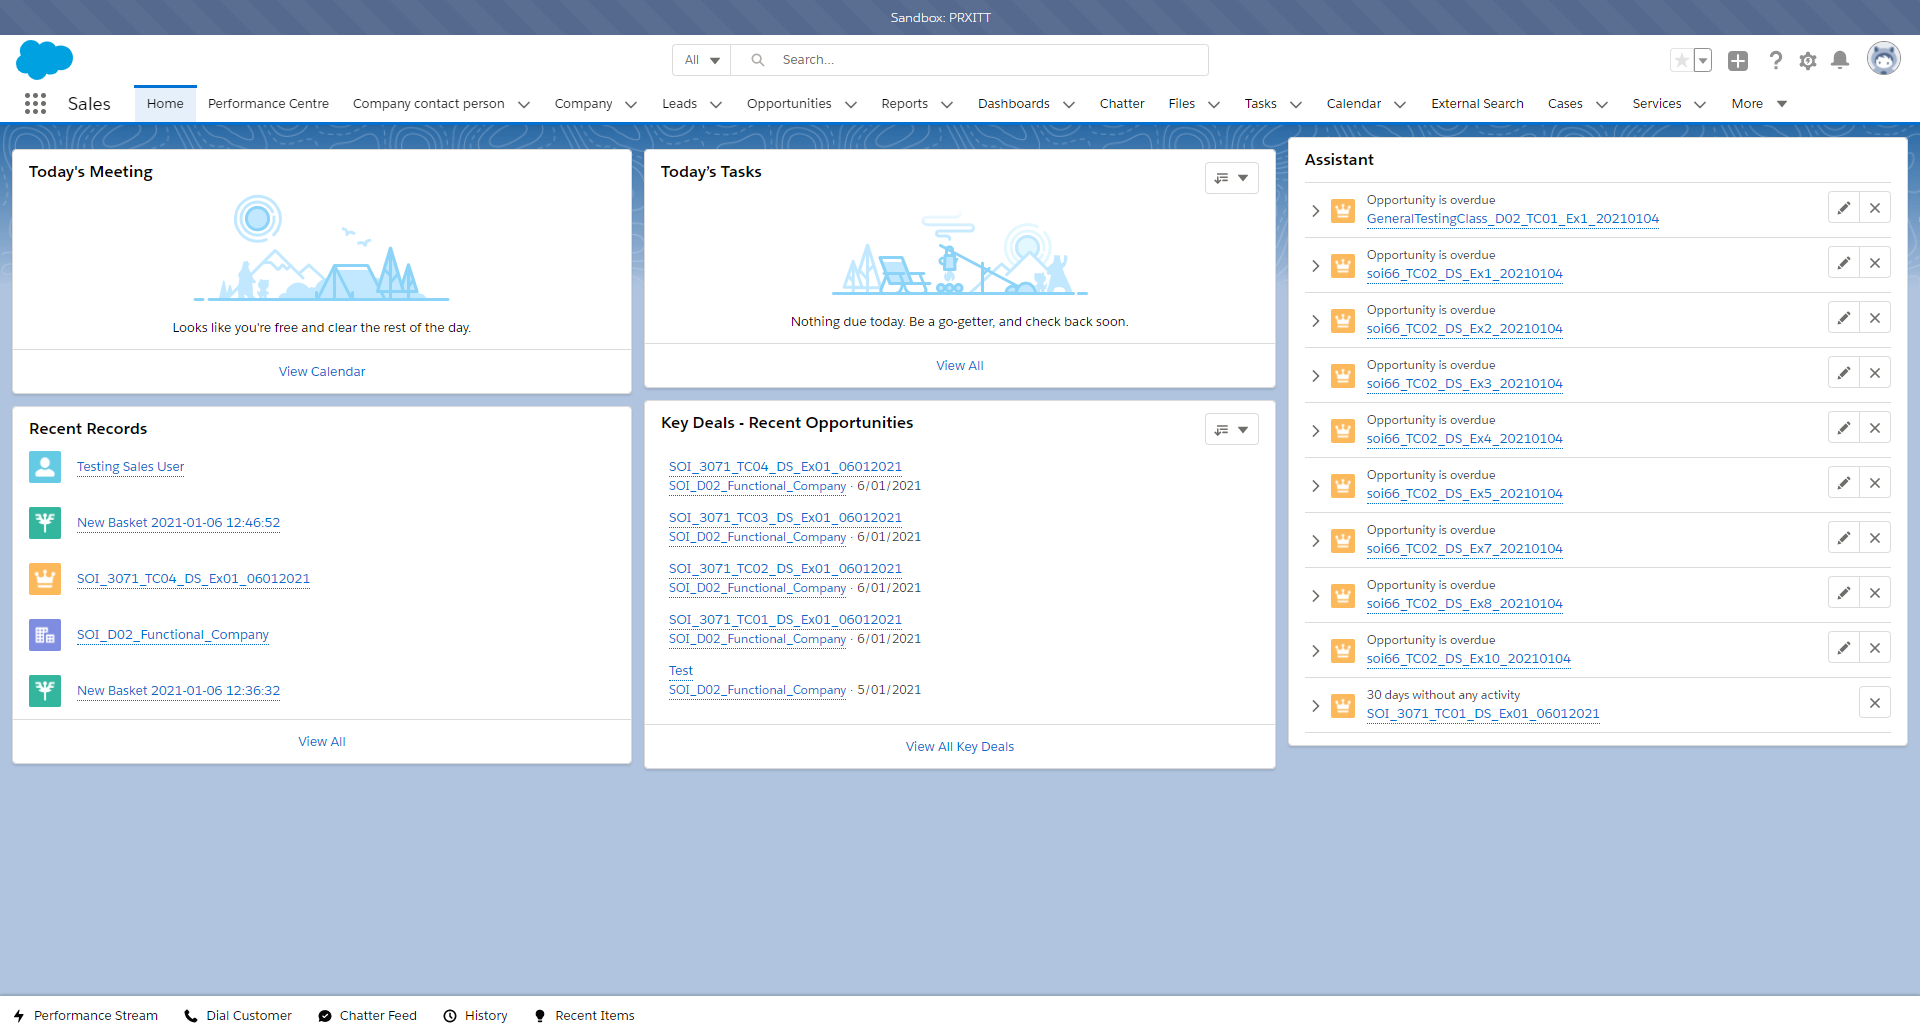 Sandbox: PRXITT
All
Search...
Sales
Home
Performance Centre
Company contact person
Company
Leads
Opportunities
Reports
Dashboards
Chatter
Files
Tasks
Calendar
External Search
Cases
Services
More
Today's Meeting
Looks like you're free and clear the rest of the day.
View Calendar
Recent Records
Testing Sales User
New Basket 2021-01-06 12:46:52
SOI_3071_TC04_DS_Ex01_06012021
SOI_D02_Functional_Company
New Basket 2021-01-06 12:36:32
View All
Today's Tasks
Nothing due today. Be a go-getter, and check back soon.
View All
Key Deals - Recent Opportunities
SOI_3071_TC04_DS_Ex01_06012021
SOI_D02_Functional_Company · 6/01/2021
SOI_3071_TC03_DS_Ex01_06012021
SOI_D02_Functional_Company · 6/01/2021
SOI_3071_TC02_DS_Ex01_06012021
SOI_D02_Functional_Company · 6/01/2021
SOI_3071_TC01_DS_Ex01_06012021
SOI_D02_Functional_Company · 6/01/2021
Test
SOI_D02_Functional_Company · 5/01/2021
View All Key Deals
Assistant
Opportunity is overdue
GeneralTestingClass_D02_TC01_Ex1_20210104
Opportunity is overdue
soi66_TC02_DS_Ex1_20210104
Opportunity is overdue
soi66_TC02_DS_Ex2_20210104
Opportunity is overdue
soi66_TC02_DS_Ex3_20210104
Opportunity is overdue
soi66_TC02_DS_Ex4_20210104
Opportunity is overdue
soi66_TC02_DS_Ex5_20210104
Opportunity is overdue
soi66_TC02_DS_Ex7_20210104
Opportunity is overdue
soi66_TC02_DS_Ex8_20210104
Opportunity is overdue
soi66_TC02_DS_Ex10_20210104
30 days without any activity
SOI_3071_TC01_DS_Ex01_06012021
Performance Stream
Dial Customer
Chatter Feed
History
Recent Items